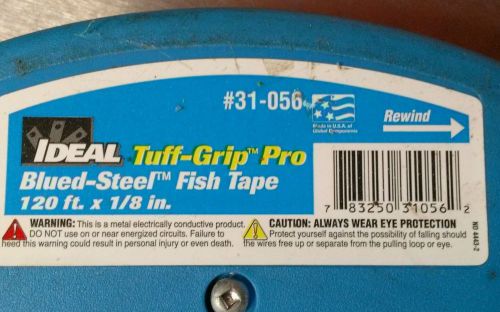 #31-056
Made in U.S.A. of
Global Components
Rewind
IDEAL Tuff-Grip™ Pro
Blued-Steel™ Fish Tape
120 ft. x 1/8 in.
7 83250 31056 2
NO 4443-2
WARNING: This is a metal electrically conductive product.
DO NOT use on or near energized circuits. Failure to
heed this warning could result in personal injury or even death.
CAUTION: ALWAYS WEAR EYE PROTECTION
Protect yourself against the possibility of falling should
the wires free up or separate from the pulling loop or eye.